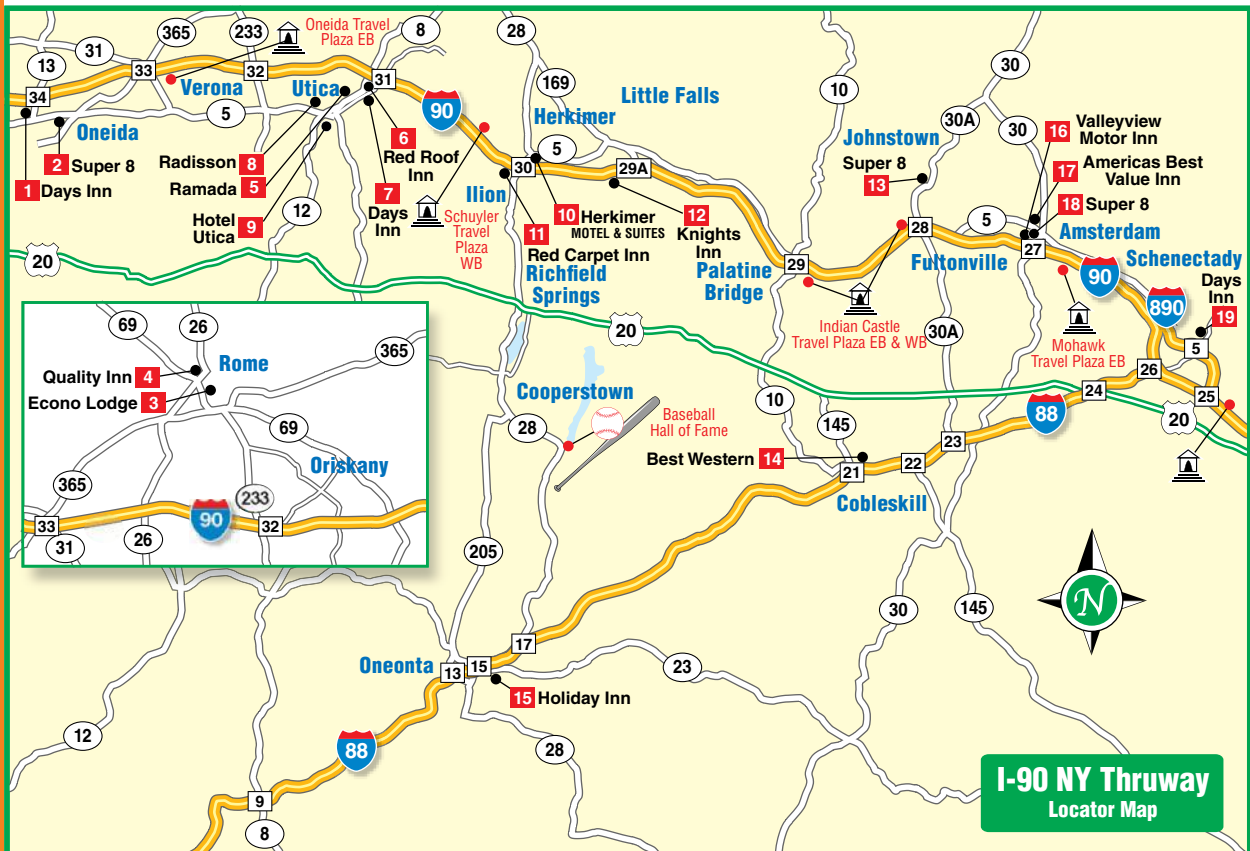 365
233
Oneida Travel
Plaza EB
8
28
31
13
33
32
31
34
Verona
Utica
5
Oneida
2 Super 8
1 Days Inn
Radisson 8
Ramada 5
Hotel
Utica 9
12
6
Red Roof
Inn
7
Days
Inn
90
169
Little Falls
Herkimer
5
30
29A
Ilion
Schuyler
Travel
Plaza
WB
10 Herkimer
MOTEL & SUITES
11
Red Carpet Inn
12
Knights
Inn
Richfield
Springs
10
30
30A
30
Johnstown
Super 8
13
16 Valleyview
Motor Inn
17 Americas Best
Value Inn
18 Super 8
5
28
27
Amsterdam
Fultonville
Schenectady
Days
Inn
19
90
890
29
Palatine
Bridge
Indian Castle
Travel Plaza EB & WB
Mohawk
Travel Plaza EB
30A
5
26
25
24
20
20
20
88
69
26
365
Rome
Quality Inn 4
Econo Lodge 3
69
Oriskany
365
233
90
33
32
31
26
Cooperstown
28
Baseball
Hall of Fame
10
145
Best Western 14
21
22
23
Cobleskill
205
30
145
N
Oneonta
13
15
17
15 Holiday Inn
23
12
88
28
9
8
I-90 NY Thruway
Locator Map